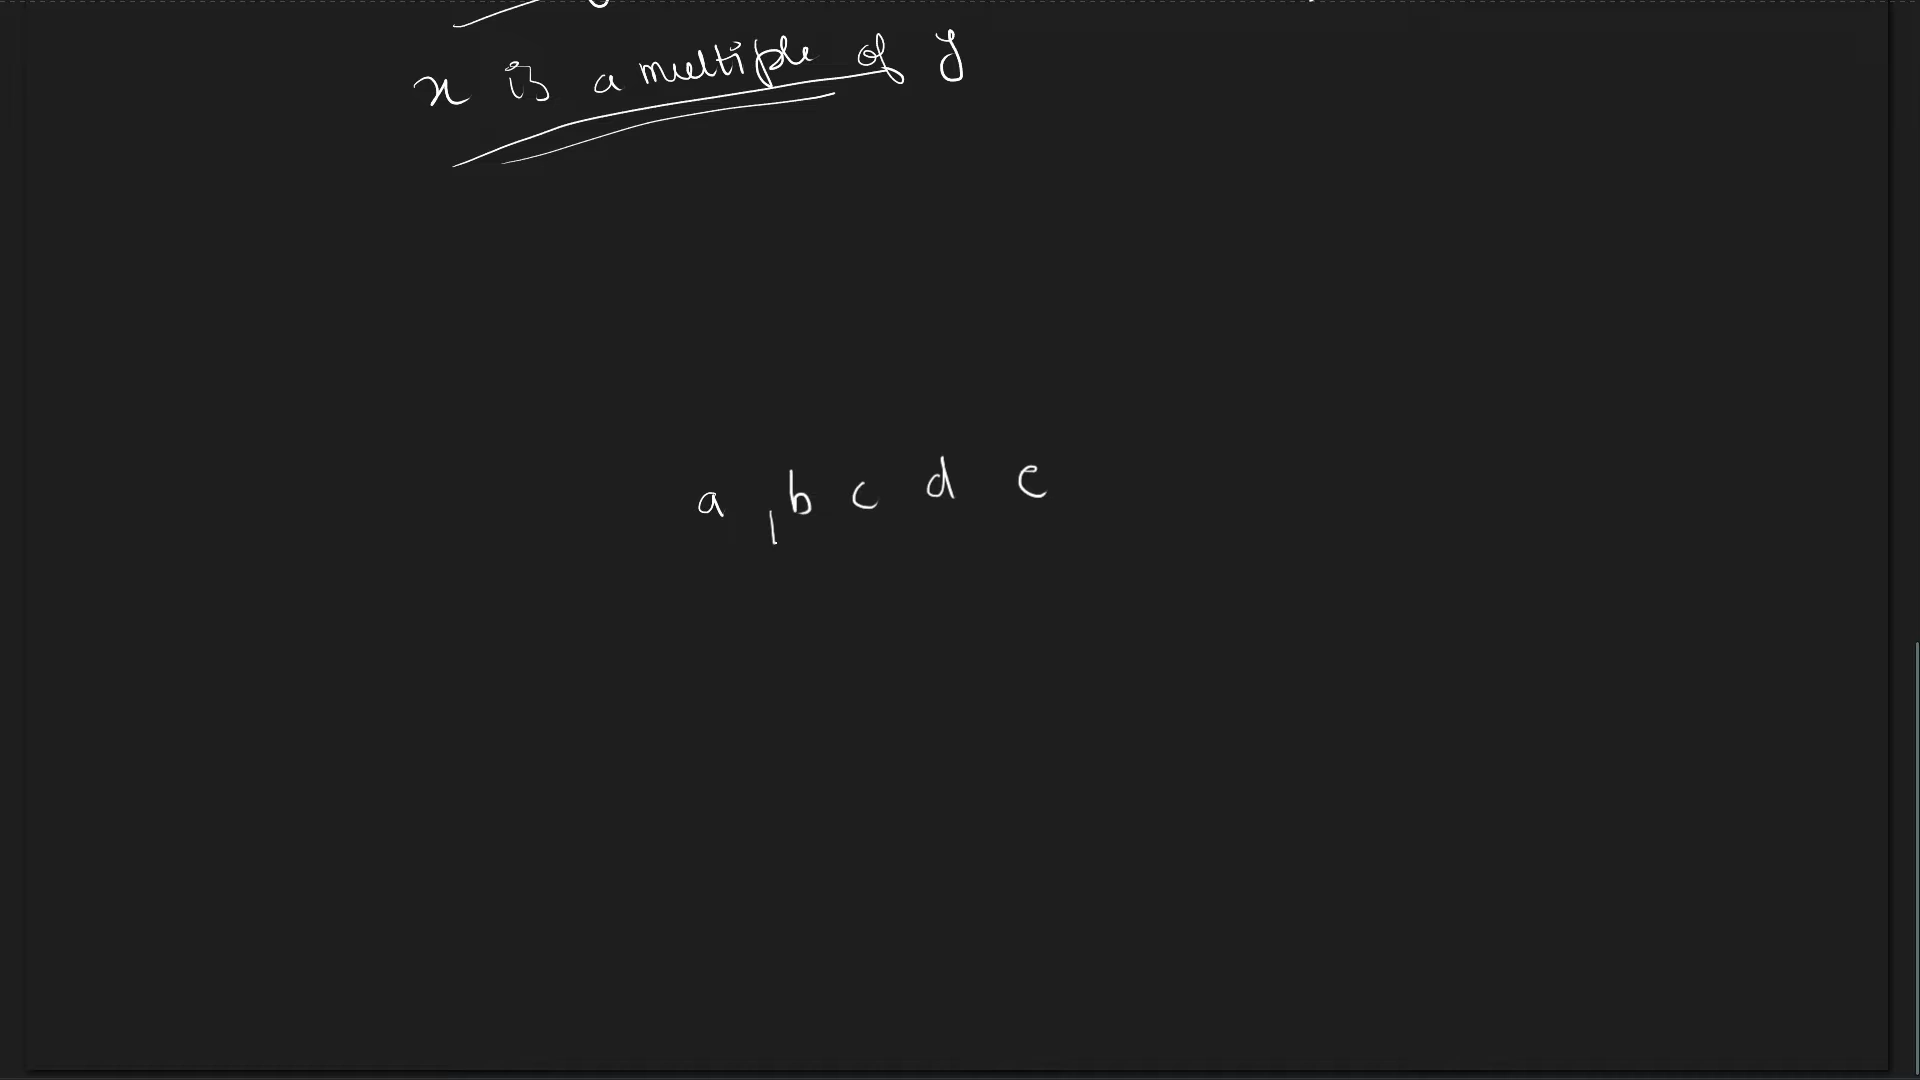 x is a multiple of y
a , b c d e